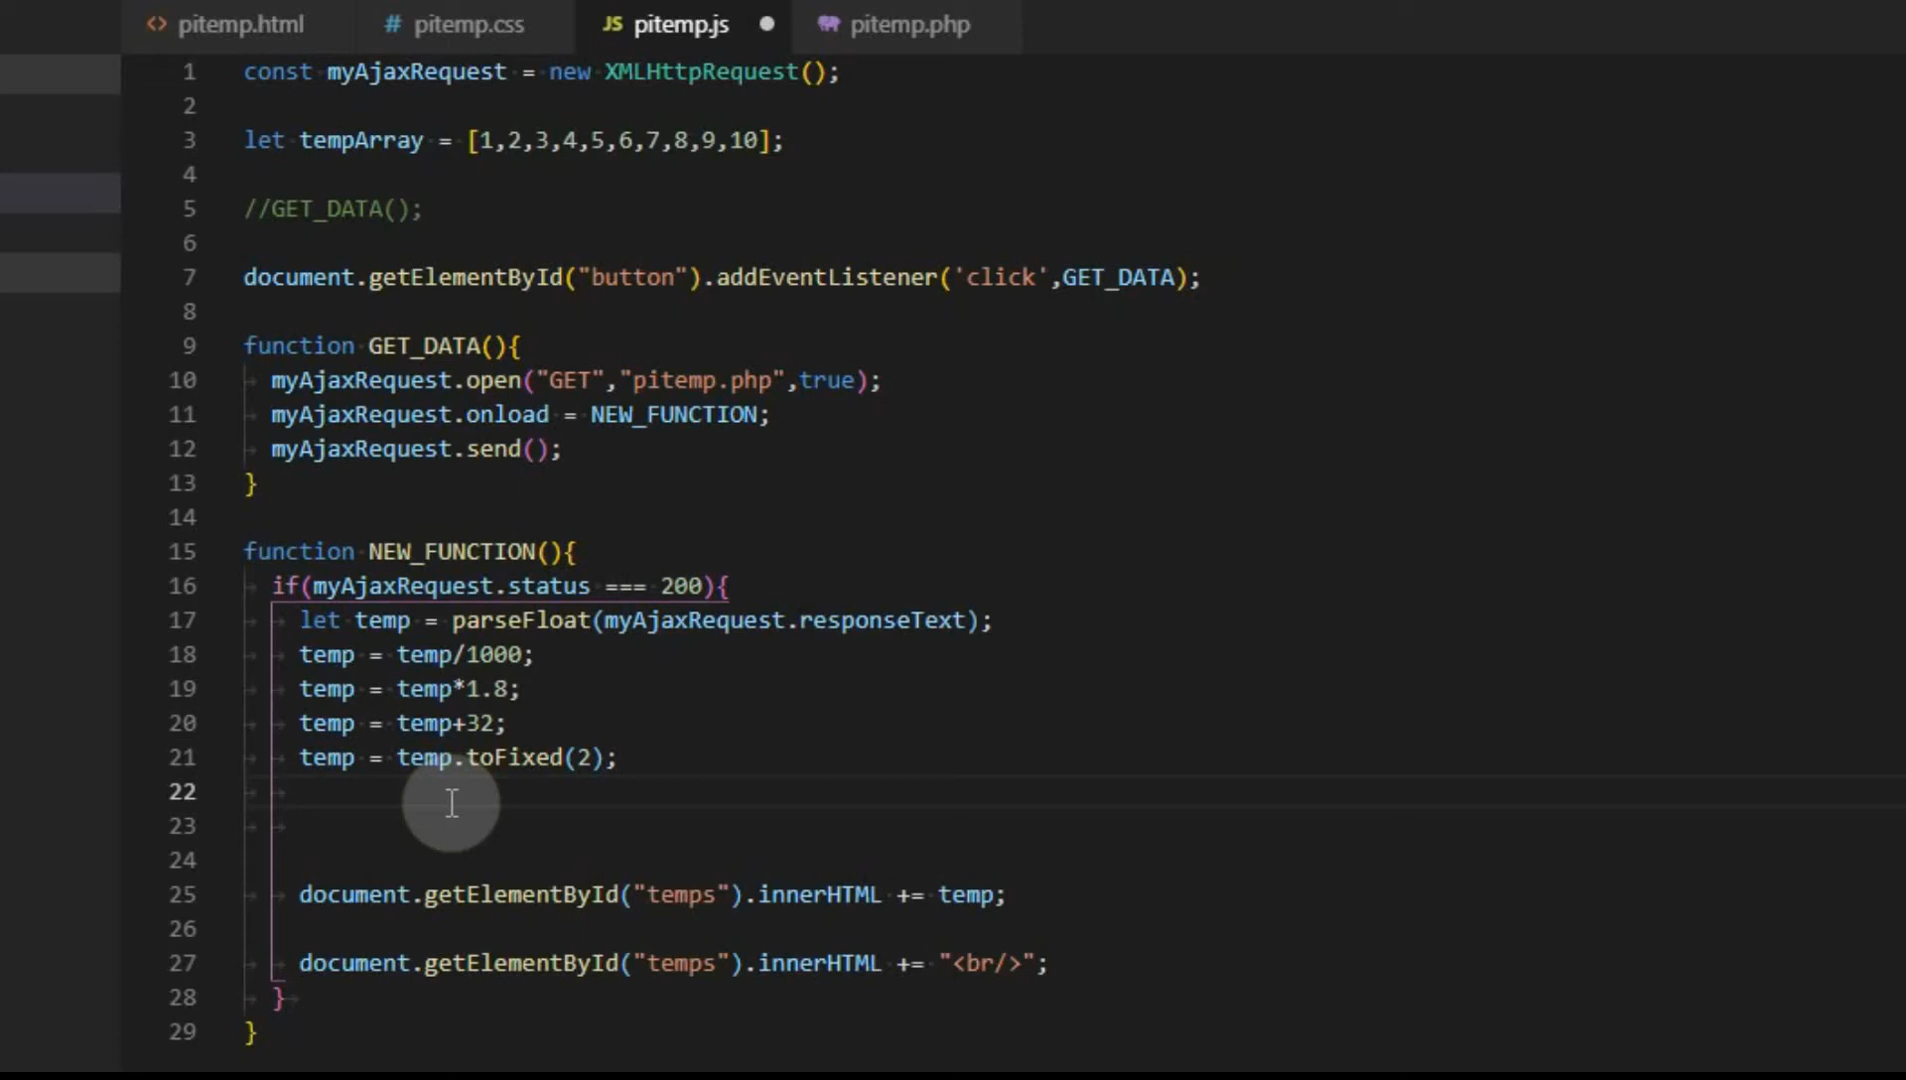 pitemp.html # pitemp.css JS pitemp.js pitemp.php
1 const myAjaxRequest = new XMLHttpRequest();
2
3 let tempArray = [1,2,3,4,5,6,7,8,9,10];
4
5 //GET_DATA();
6
7 document.getElementById("button").addEventListener('click',GET_DATA);
8
9 function GET_DATA(){
10 myAjaxRequest.open("GET","pitemp.php",true);
11 myAjaxRequest.onload = NEW_FUNCTION;
12 myAjaxRequest.send();
13 }
14
15 function NEW_FUNCTION(){
16 if(myAjaxRequest.status === 200){
17 let temp = parseFloat(myAjaxRequest.responseText);
18 temp = temp/1000;
19 temp = temp*1.8;
20 temp = temp+32;
21 temp = temp.toFixed(2);
22
23
24
25 document.getElementById("temps").innerHTML += temp;
26
27 document.getElementById("temps").innerHTML += "<br/>";
28 }
29 }